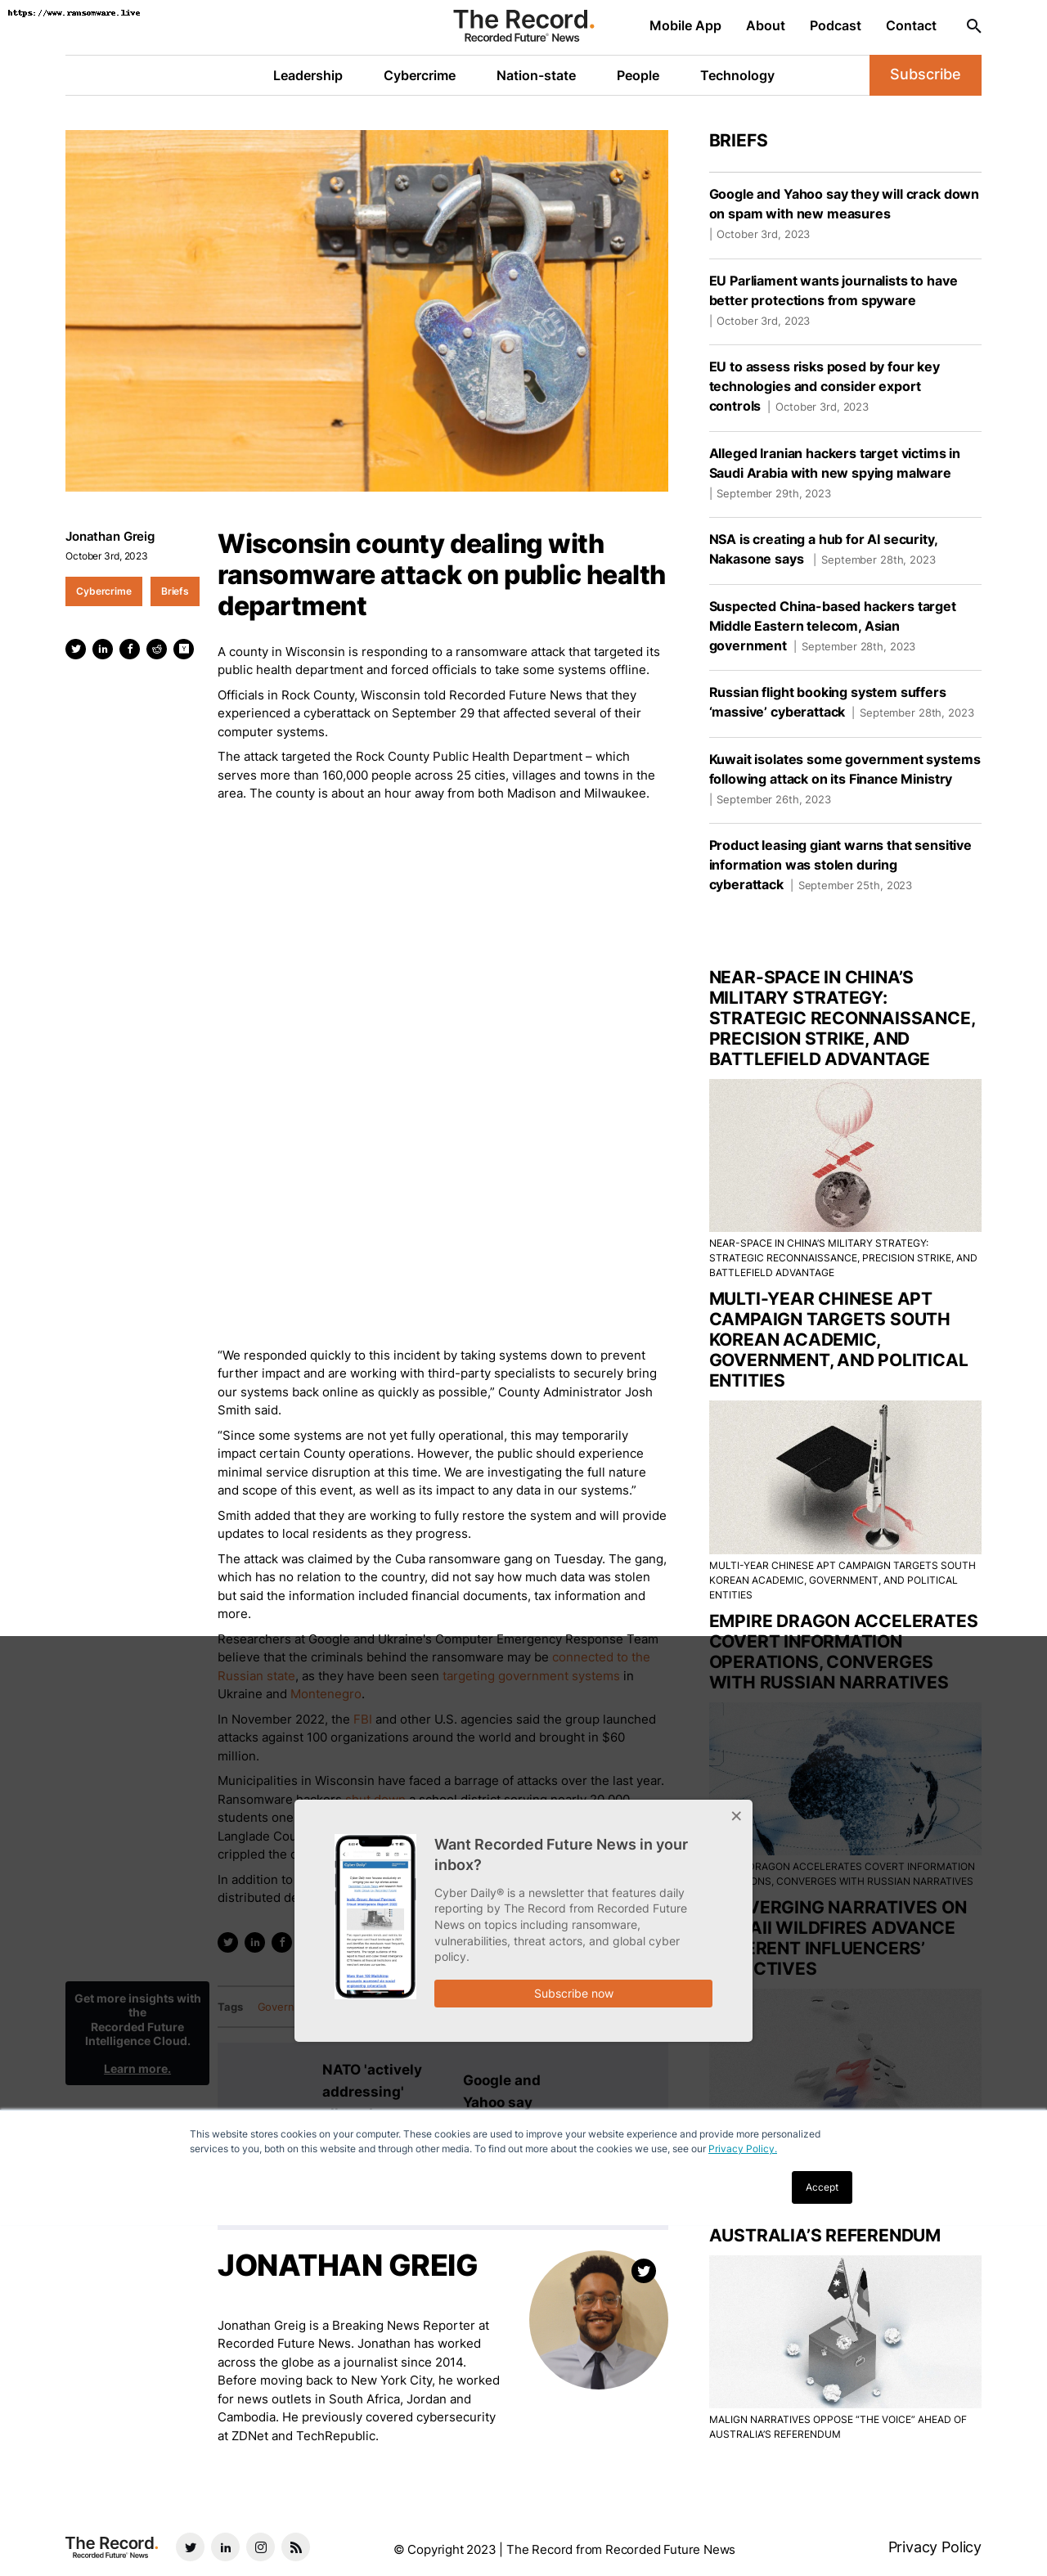 https://www.ransomware.live
The Record.
Recorded Future® News
Mobile App
About
Podcast
Contact
Leadership
Cybercrime
Nation-state
People
Technology
Subscribe
Jonathan Greig
October 3rd, 2023
Cybercrime
Briefs
Wisconsin county dealing with
ransomware attack on public health
department
A county in Wisconsin is responding to a ransomware attack that targeted its
public health department and forced officials to take some systems offline.
Officials in Rock County, Wisconsin told Recorded Future News that they
experienced a cyberattack on September 29 that affected several of their
computer systems.
The attack targeted the Rock County Public Health Department – which
serves more than 160,000 people across 25 cities, villages and towns in the
area. The county is about an hour away from both Madison and Milwaukee.
“We responded quickly to this incident by taking systems down to prevent
further impact and are working with third-party specialists to securely bring
our systems back online as quickly as possible,” County Administrator Josh
Smith said.
“Since some systems are not yet fully operational, this may temporarily
impact certain County operations. However, the public should experience
minimal service disruption at this time. We are investigating the full nature
and scope of this event, as well as its impact to any data in our systems.”
Smith added that they are working to fully restore the system and will provide
updates to local residents as they progress.
The attack was claimed by the Cuba ransomware gang on Tuesday. The gang,
which has no relation to the country, did not say how much data was stolen
but said the information included financial documents, tax information and
more.
Researchers at Google and Ukraine's Computer Emergency Response Team
believe that the criminals behind the ransomware may be connected to the
Russian state, as they have been seen targeting government systems in
Ukraine and Montenegro.
In November 2022, the FBI and other U.S. agencies said the group launched
attacks against 100 organizations around the world and brought in $60
million.
Municipalities in Wisconsin have faced a barrage of attacks over the last year.
Ransomware hackers shut down a school district serving nearly 20,000
students one
Langlade Cou
crippled the c
In addition to
distributed de
Get more insights with
the
Recorded Future
Intelligence Cloud.
Learn more.
Tags
Govern
NATO 'actively
addressing'
Google and
Yahoo say
BRIEFS
Google and Yahoo say they will crack down
on spam with new measures
| October 3rd, 2023
EU Parliament wants journalists to have
better protections from spyware
| October 3rd, 2023
EU to assess risks posed by four key
technologies and consider export
controls | October 3rd, 2023
Alleged Iranian hackers target victims in
Saudi Arabia with new spying malware
| September 29th, 2023
NSA is creating a hub for AI security,
Nakasone says | September 28th, 2023
Suspected China-based hackers target
Middle Eastern telecom, Asian
government | September 28th, 2023
Russian flight booking system suffers
‘massive’ cyberattack | September 28th, 2023
Kuwait isolates some government systems
following attack on its Finance Ministry
| September 26th, 2023
Product leasing giant warns that sensitive
information was stolen during
cyberattack | September 25th, 2023
NEAR-SPACE IN CHINA’S
MILITARY STRATEGY:
STRATEGIC RECONNAISSANCE,
PRECISION STRIKE, AND
BATTLEFIELD ADVANTAGE
NEAR-SPACE IN CHINA’S MILITARY STRATEGY:
STRATEGIC RECONNAISSANCE, PRECISION STRIKE, AND
BATTLEFIELD ADVANTAGE
MULTI-YEAR CHINESE APT
CAMPAIGN TARGETS SOUTH
KOREAN ACADEMIC,
GOVERNMENT, AND POLITICAL
ENTITIES
MULTI-YEAR CHINESE APT CAMPAIGN TARGETS SOUTH
KOREAN ACADEMIC, GOVERNMENT, AND POLITICAL
ENTITIES
EMPIRE DRAGON ACCELERATES
COVERT INFORMATION
OPERATIONS, CONVERGES
WITH RUSSIAN NARRATIVES
DRAGON ACCELERATES COVERT INFORMATION
ONS, CONVERGES WITH RUSSIAN NARRATIVES
VERGING NARRATIVES ON
AII WILDFIRES ADVANCE
ERENT INFLUENCERS’
CTIVES
Want Recorded Future News in your
inbox?
Cyber Daily® is a newsletter that features daily
reporting by The Record from Recorded Future
News on topics including ransomware,
vulnerabilities, threat actors, and global cyber
policy.
Subscribe now
Cyber Daily
This website stores cookies on your computer. These cookies are used to improve your website experience and provide more personalized
services to you, both on this website and through other media. To find out more about the cookies we use, see our Privacy Policy.
Accept
AUSTRALIA’S REFERENDUM
MALIGN NARRATIVES OPPOSE “THE VOICE” AHEAD OF
AUSTRALIA’S REFERENDUM
JONATHAN GREIG
Jonathan Greig is a Breaking News Reporter at
Recorded Future News. Jonathan has worked
across the globe as a journalist since 2014.
Before moving back to New York City, he worked
for news outlets in South Africa, Jordan and
Cambodia. He previously covered cybersecurity
at ZDNet and TechRepublic.
The Record.
Recorded Future® News
© Copyright 2023 | The Record from Recorded Future News
Privacy Policy